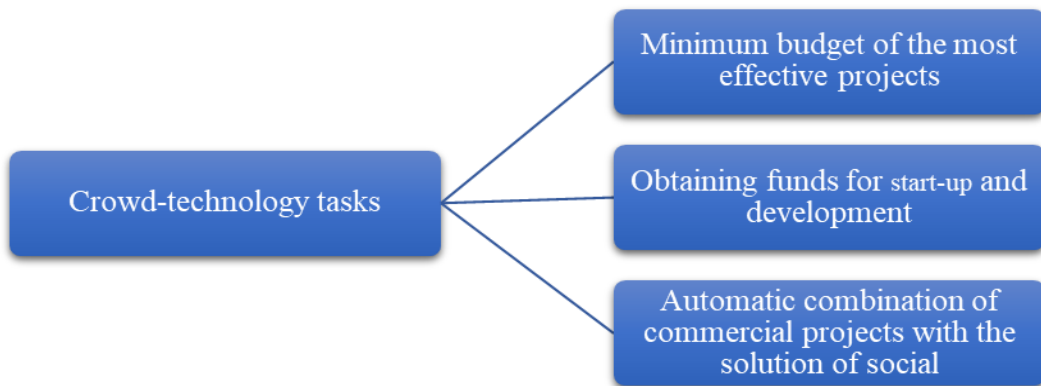 Minimum budget of the most
effective projects
Crowd-technology tasks
Obtaining funds for start-up and
development
Automatic combination of
commercial projects with the
solution of social